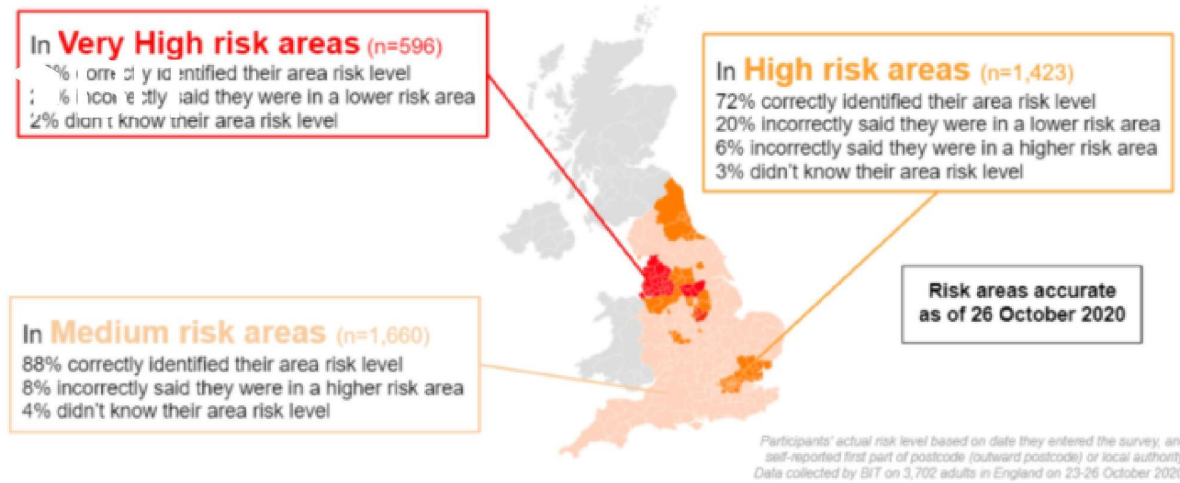 In Very High risk areas (n=596)
identified their area risk level
said they were in a lower risk area
2% didn't know their area risk level
In High risk areas (n=1,423)
72% correctly identified their area risk level
20% incorrectly said they were in a lower risk area
6% incorrectly said they were in a higher risk area
3% didn't know their area risk level
Risk areas accurate
as of 26 October 2020
In Medium risk areas (n=1,660)
88% correctly identified their area risk level
8% incorrectly said they were in a higher risk area
4% didn't know their area risk level
Participants' actual risk level based on date they entered the survey, and
self-reported first part of postcode (outward postcode) or local authority
Data collected by BIT on 3,702 adults in England on 23-26 October 2020